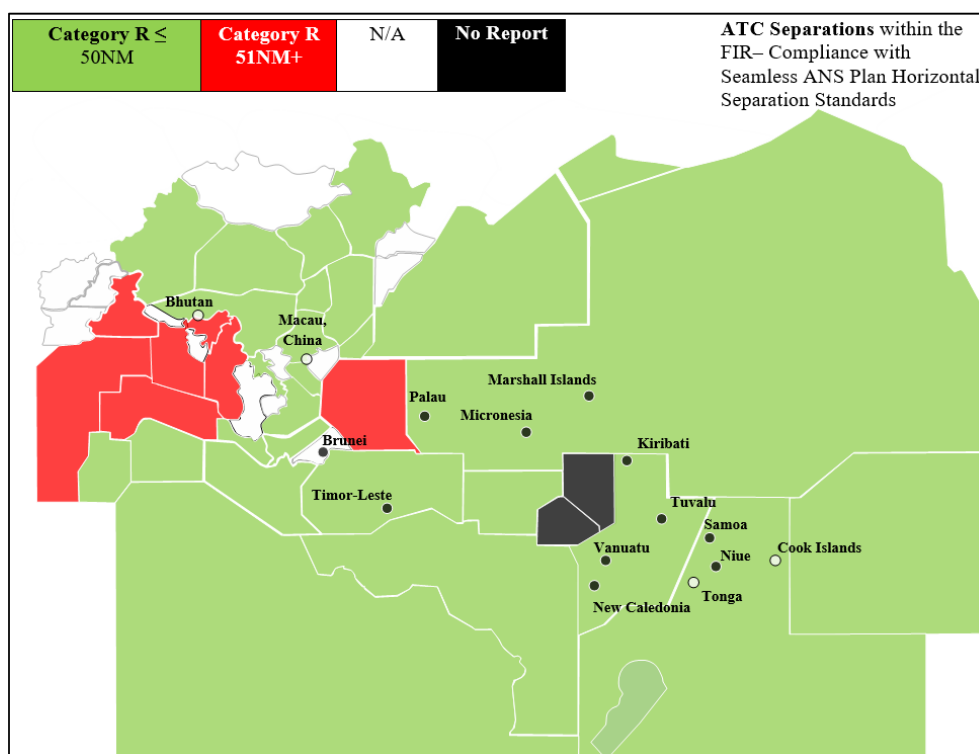 Category R ≤
50NM
Category R
51NM+
N/A
No Report
ATC Separations within the
FIR– Compliance with
Seamless ANS Plan Horizontal
Separation Standards
Bhutan
Macau,
China
Marshall Islands
Palau
Micronesia
Brunei
Kiribati
Timor-Leste
Tuvalu
Samoa
Vanuatu
Niue
Cook Islands
New Caledonia
Tonga